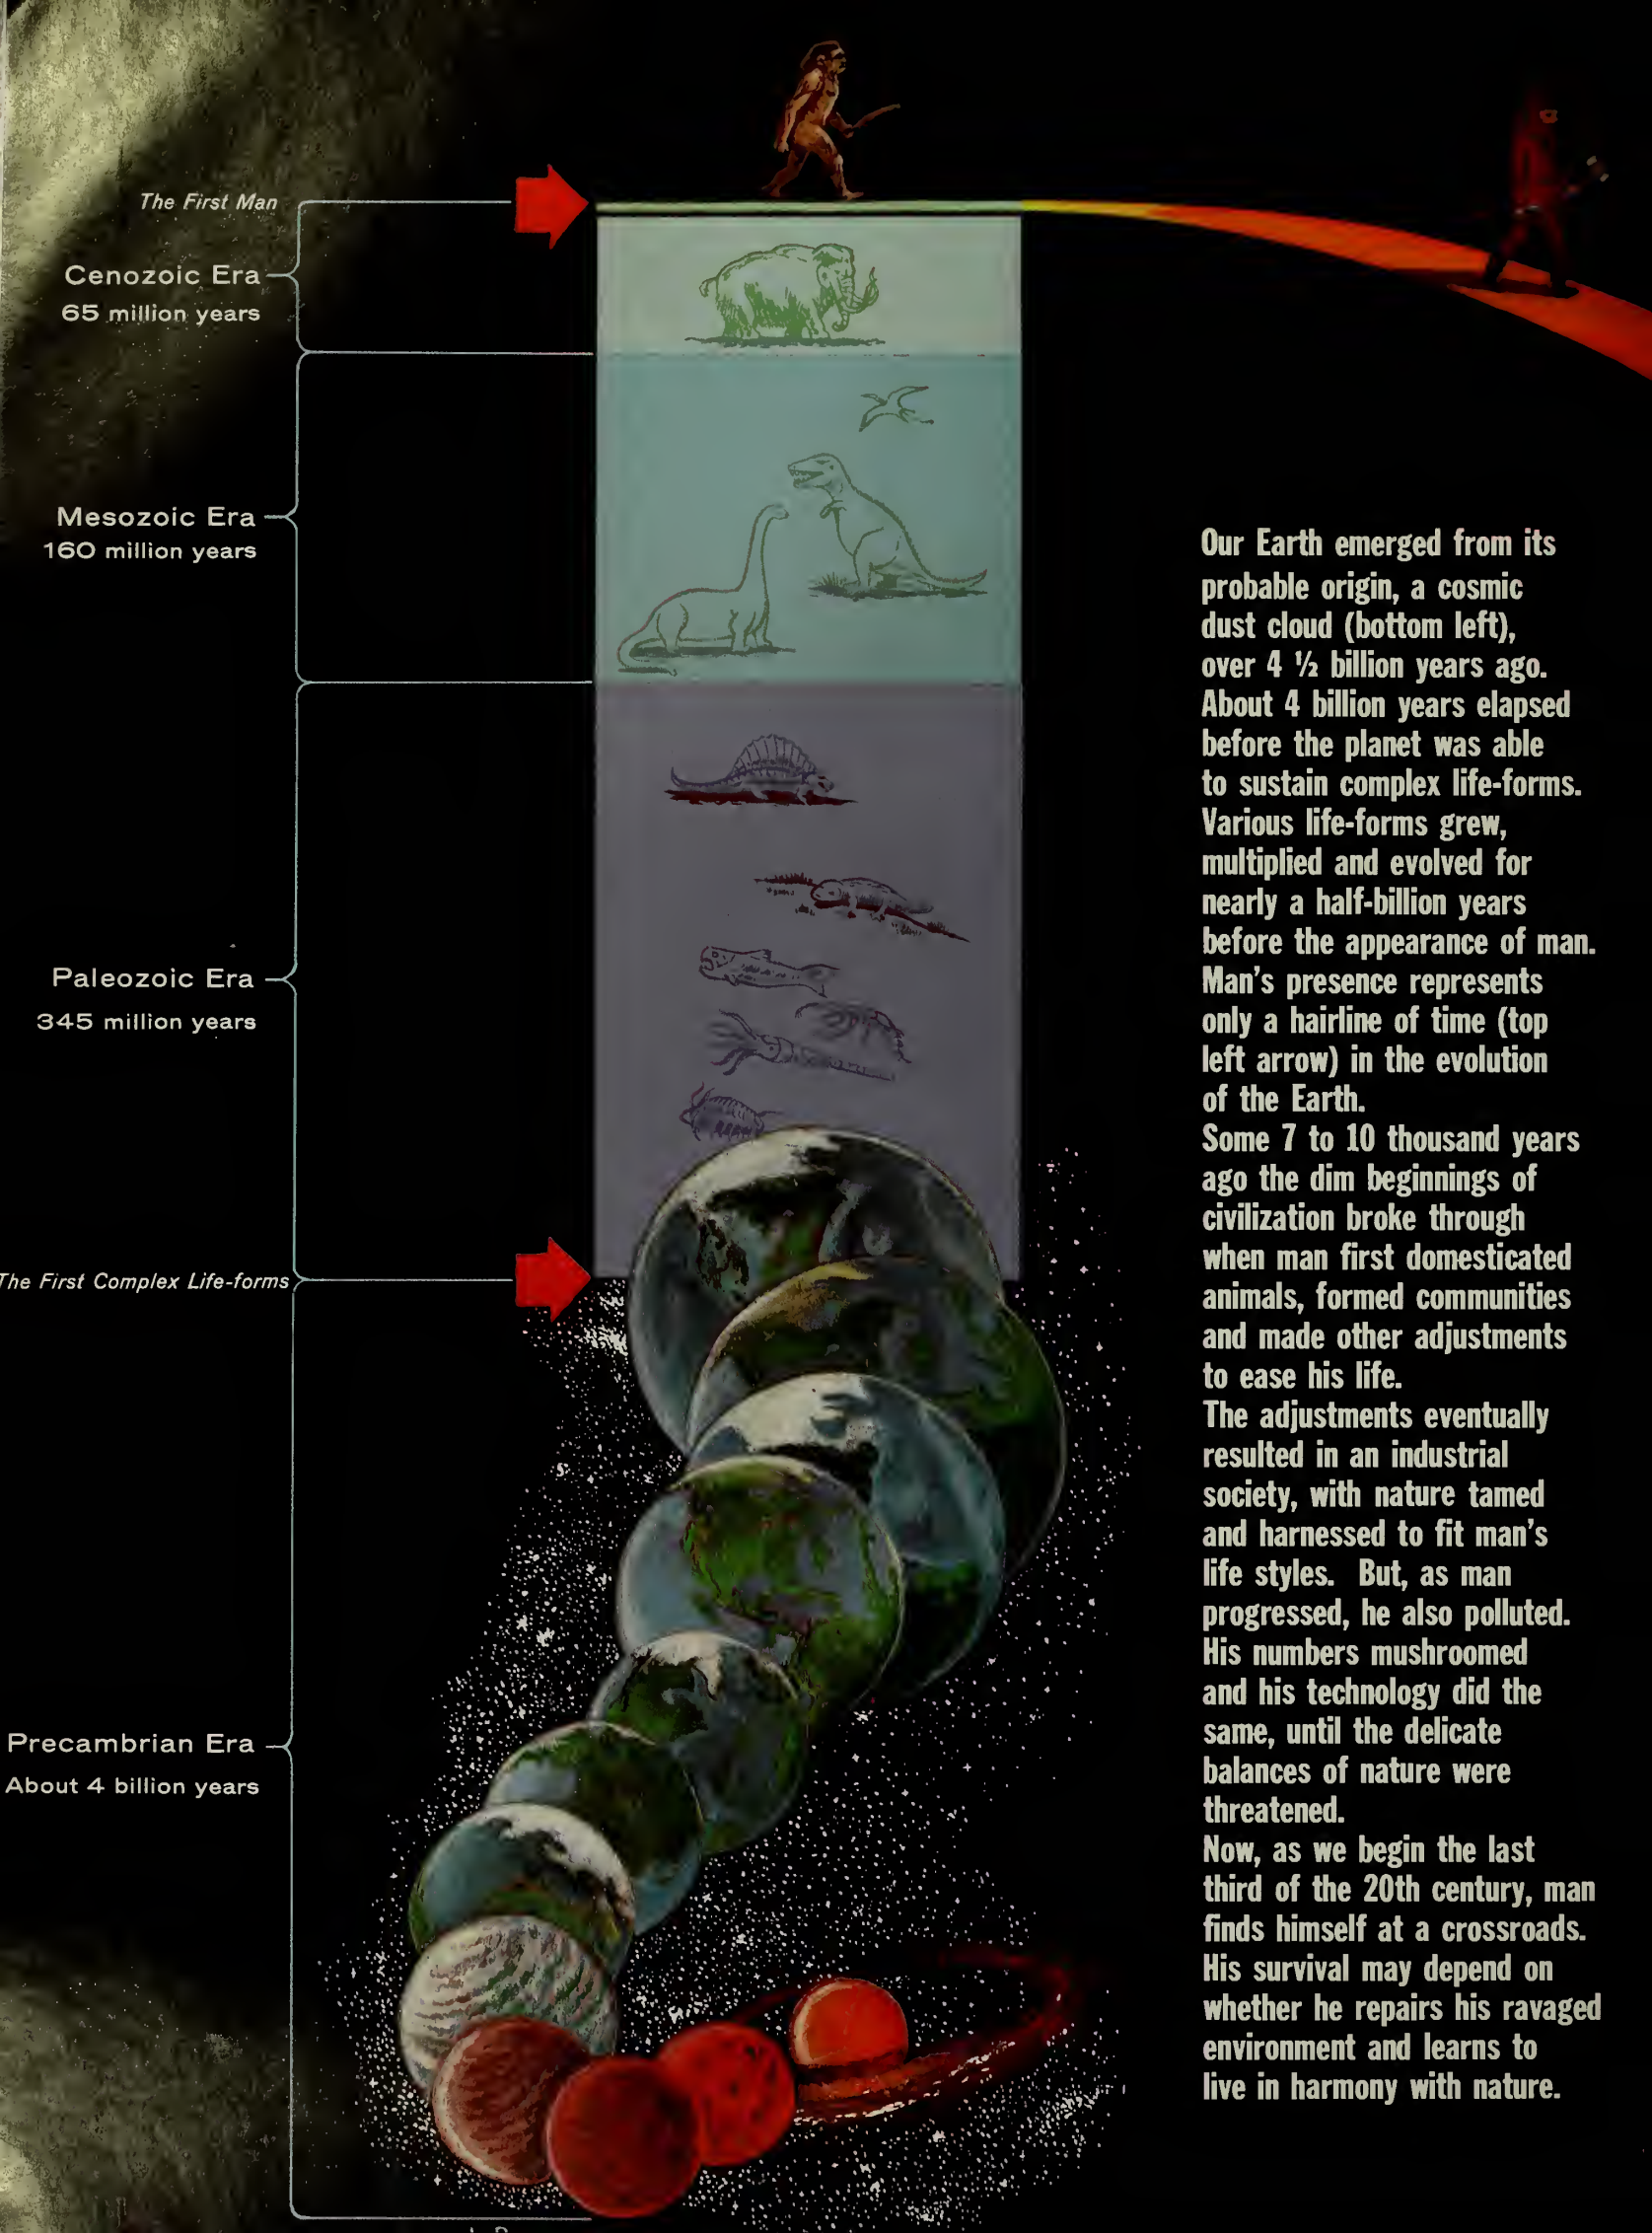 The First Man
Cenozoic Era
65 million years
Mesozoic Era
160 million years
Paleozoic Era
345 million years
The First Complex Life-forms
Precambrian Era
About 4 billion years
Our Earth emerged from its
probable origin, a cosmic
dust cloud (bottom left),
over 4 ½ billion years ago.
About 4 billion years elapsed
before the planet was able
to sustain complex life-forms.
Various life-forms grew,
multiplied and evolved for
nearly a half-billion years
before the appearance of man.
Man's presence represents
only a hairline of time (top
left arrow) in the evolution
of the Earth.
Some 7 to 10 thousand years
ago the dim beginnings of
civilization broke through
when man first domesticated
animals, formed communities
and made other adjustments
to ease his life.
The adjustments eventually
resulted in an industrial
society, with nature tamed
and harnessed to fit man's
life styles. But, as man
progressed, he also polluted.
His numbers mushroomed
and his technology did the
same, until the delicate
balances of nature were
threatened.
Now, as we begin the last
third of the 20th century, man
finds himself at a crossroads.
His survival may depend on
whether he repairs his ravaged
environment and learns to
live in harmony with nature.